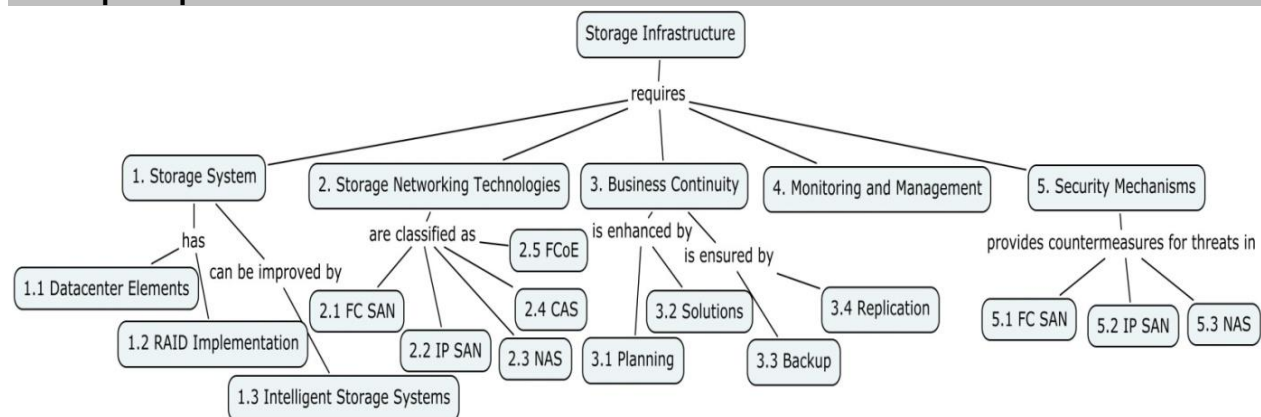 Storage Infrastructure
requires
1. Storage System
2. Storage Networking Technologies
3. Business Continuity
4. Monitoring and Management
5. Security Mechanisms
has
can be improved by
1.1 Datacenter Elements
1.2 RAID Implementation
1.3 Intelligent Storage Systems
are classified as
2.5 FCoE
2.1 FC SAN
2.2 IP SAN
2.3 NAS
2.4 CAS
is enhanced by
is ensured by
3.1 Planning
3.2 Solutions
3.3 Backup
3.4 Replication
provides countermeasures for threats in
5.1 FC SAN
5.2 IP SAN
5.3 NAS